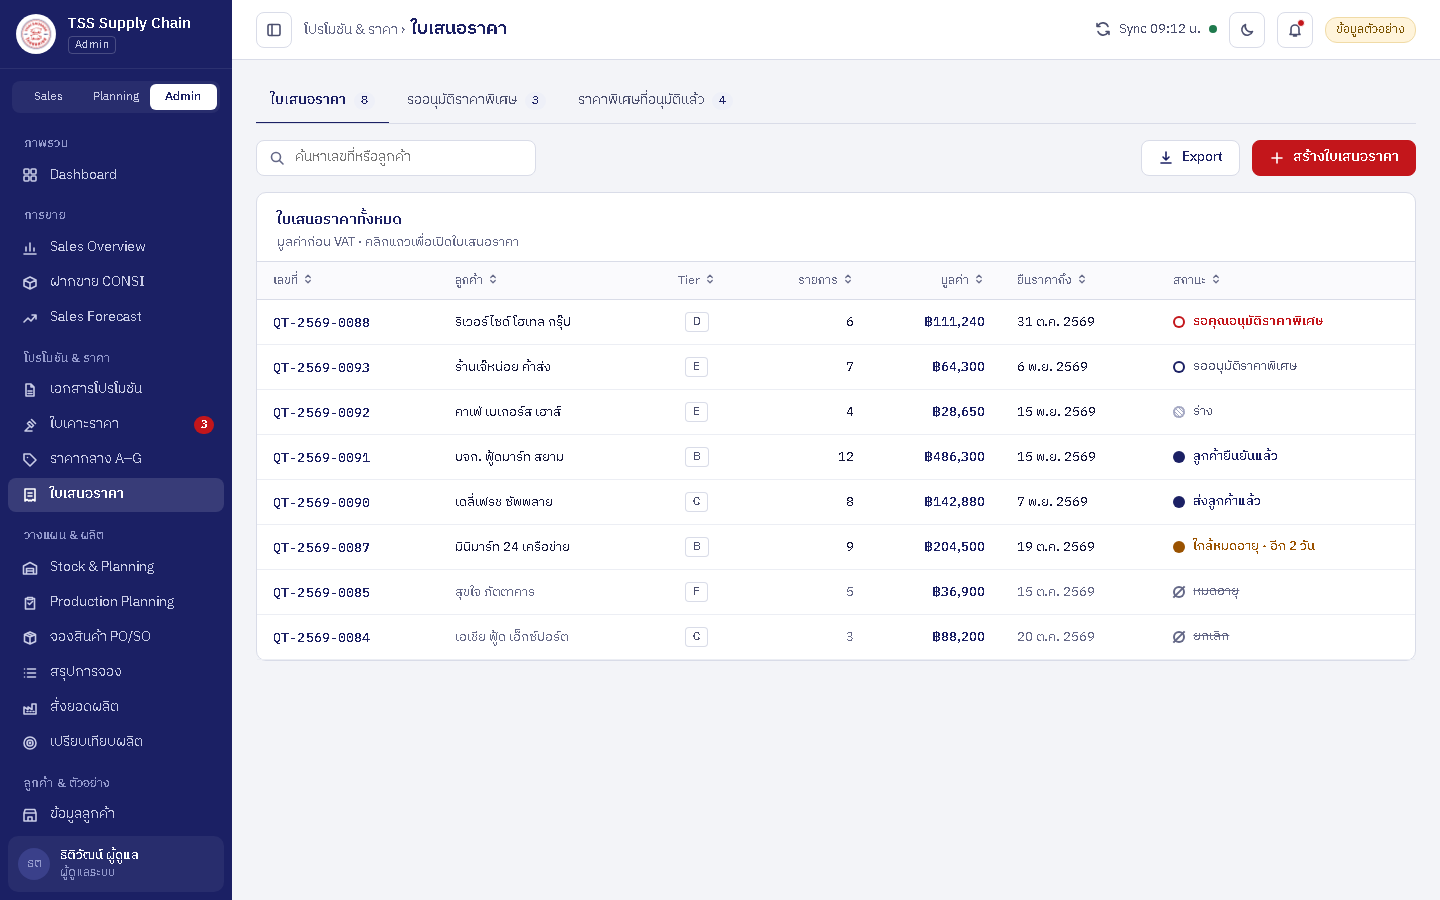 TSS Supply Chain
Admin
Sales Planning Admin
ภาพรวม
Dashboard
การขาย
Sales Overview
ฝากขาย CONSI
Sales Forecast
โปรโมชัน & ราคา
เอกสารโปรโมชัน
ใบเคาะราคา 3
ราคากลาง A–G
ใบเสนอราคา
วางแผน & ผลิต
Stock & Planning
Production Planning
จองสินค้า PO/SO
สรุปการจอง
สั่งยอดผลิต
เปรียบเทียบผลิต
ลูกค้า & ตัวอย่าง
ข้อมูลลูกค้า
ธต
ธิติวัฒน์ ผู้ดูแล
ผู้ดูแลระบบ
โปรโมชัน & ราคา › ใบเสนอราคา
Sync 09:12 น.
ข้อมูลตัวอย่าง
ใบเสนอราคา 8 รออนุมัติราคาพิเศษ 3 ราคาพิเศษที่อนุมัติแล้ว 4
ค้นหาเลขที่หรือลูกค้า
Export
สร้างใบเสนอราคา
ใบเสนอราคาทั้งหมด
มูลค่าก่อน VAT · คลิกแถวเพื่อเปิดใบเสนอราคา
เลขที่ ลูกค้า Tier รายการ มูลค่า ยืนราคาถึง สถานะ
QT-2569-0088 ริเวอร์ไซด์ โฮเทล กรุ๊ป D 6 ฿111,240 31 ต.ค. 2569 รอคุณอนุมัติราคาพิเศษ
QT-2569-0093 ร้านเจ๊หน่อย ค้าส่ง E 7 ฿64,300 6 พ.ย. 2569 รออนุมัติราคาพิเศษ
QT-2569-0092 คาเฟ่ เบเกอร์ส เฮาส์ E 4 ฿28,650 15 พ.ย. 2569 ร่าง
QT-2569-0091 บจก. ฟู้ดมาร์ท สยาม B 12 ฿486,300 15 พ.ย. 2569 ลูกค้ายืนยันแล้ว
QT-2569-0090 เดลี่เฟรช ซัพพลาย C 8 ฿142,880 7 พ.ย. 2569 ส่งลูกค้าแล้ว
QT-2569-0087 มินิมาร์ท 24 เครือข่าย B 9 ฿204,500 19 ต.ค. 2569 ใกล้หมดอายุ · อีก 2 วัน
QT-2569-0085 สุขใจ ภัตตาคาร F 5 ฿36,900 15 ต.ค. 2569 หมดอายุ
QT-2569-0084 เอเชีย ฟู้ด เอ็กซ์ปอร์ต C 3 ฿88,200 20 ต.ค. 2569 ยกเลิก